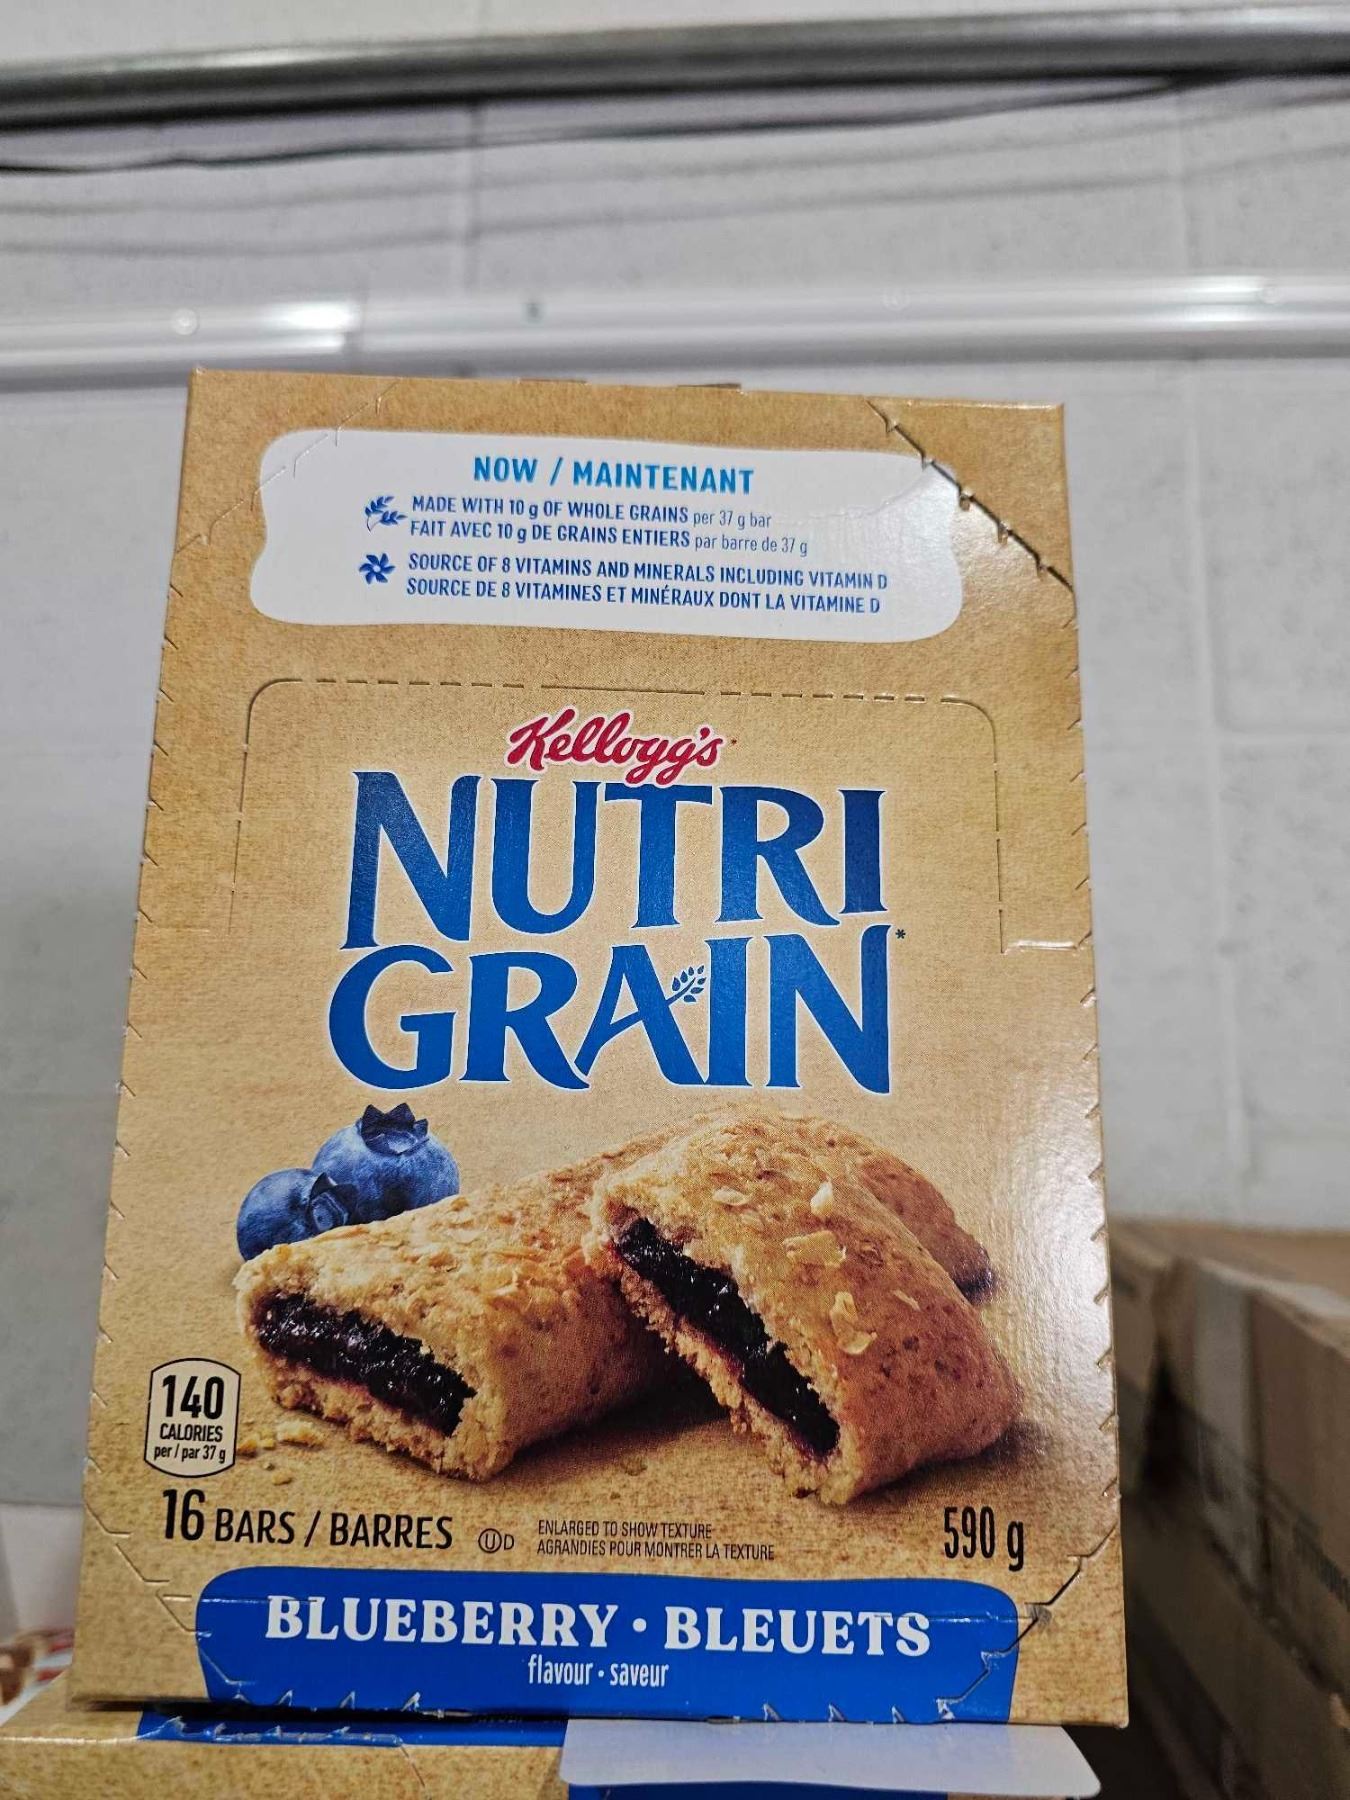 NOW / MAINTENANT
MADE WITH 10 g OF WHOLE GRAINS per 37 g bar
FAIT AVEC 10 g DE GRAINS ENTIERS par barre de 37 g
SOURCE OF 8 VITAMINS AND MINERALS INCLUDING VITAMIN D
SOURCE DE 8 VITAMINES ET MINÉRAUX DONT LA VITAMINE D
Kellogg's
NUTRI
GRAIN*
140
CALORIES
per / par 37 g
16 BARS / BARRES
U D
ENLARGED TO SHOW TEXTURE
AGRANDIES POUR MONTRER LA TEXTURE
590 g
BLUEBERRY • BLEUETS
flavour • saveur